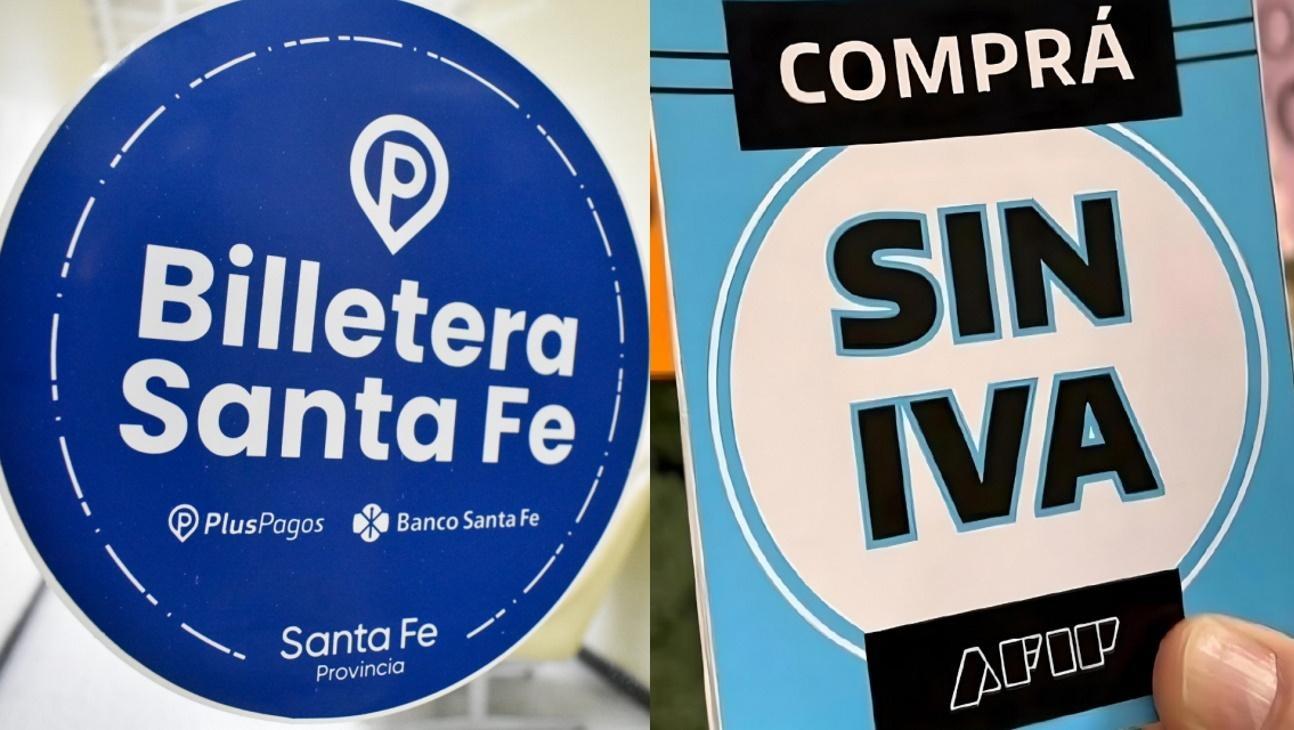 Billetera
Santa Fe
PlusPagos Banco Santa Fe
Santa Fe
Provincia
COMPRÁ
SIN
IVA
AFIP